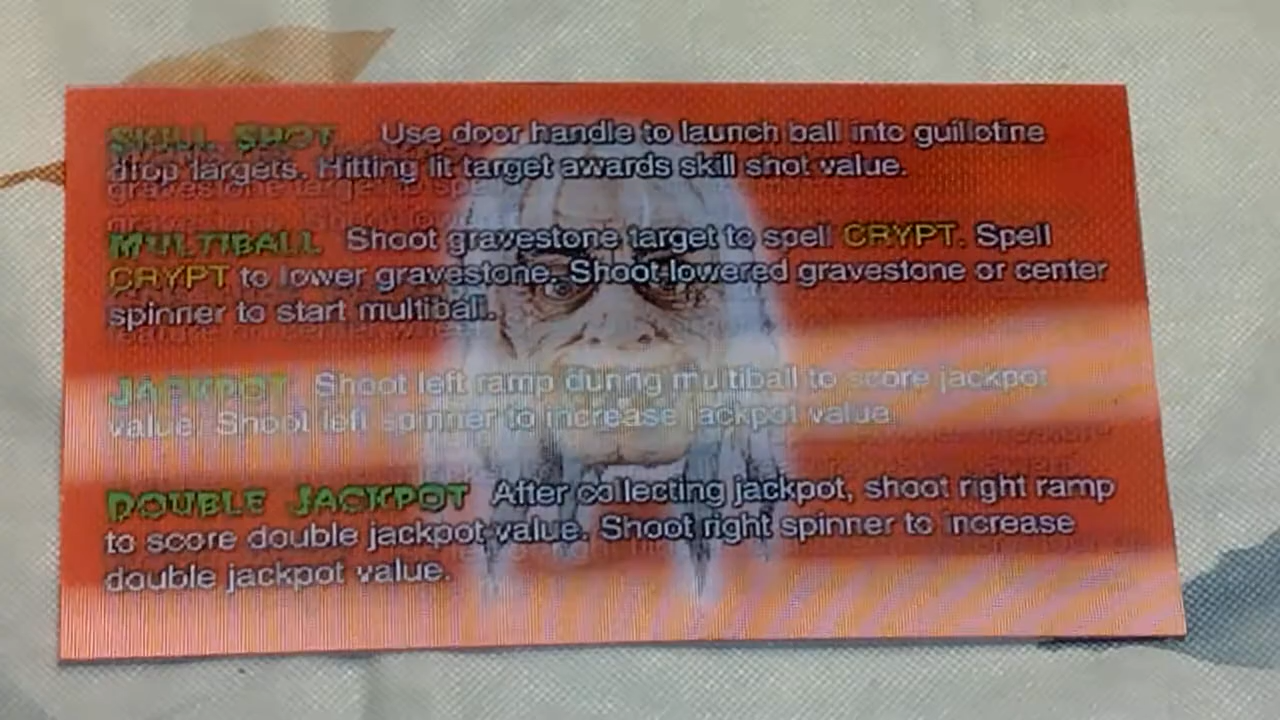 SKILL SHOT Use door handle to launch ball into guillotine
drop targets. Hitting lit target awards skill shot value.
MULTIBALL Shoot gravestone target to spell CRYPT. Spell
CRYPT to lower gravestone. Shoot lowered gravestone or center
spinner to start multiball.
JACKPOT Shoot left ramp during multiball to score jackpot
value. Shoot left spinner to increase jackpot value.
DOUBLE JACKPOT After collecting jackpot, shoot right ramp
to score double jackpot value. Shoot right spinner to increase
double jackpot value.